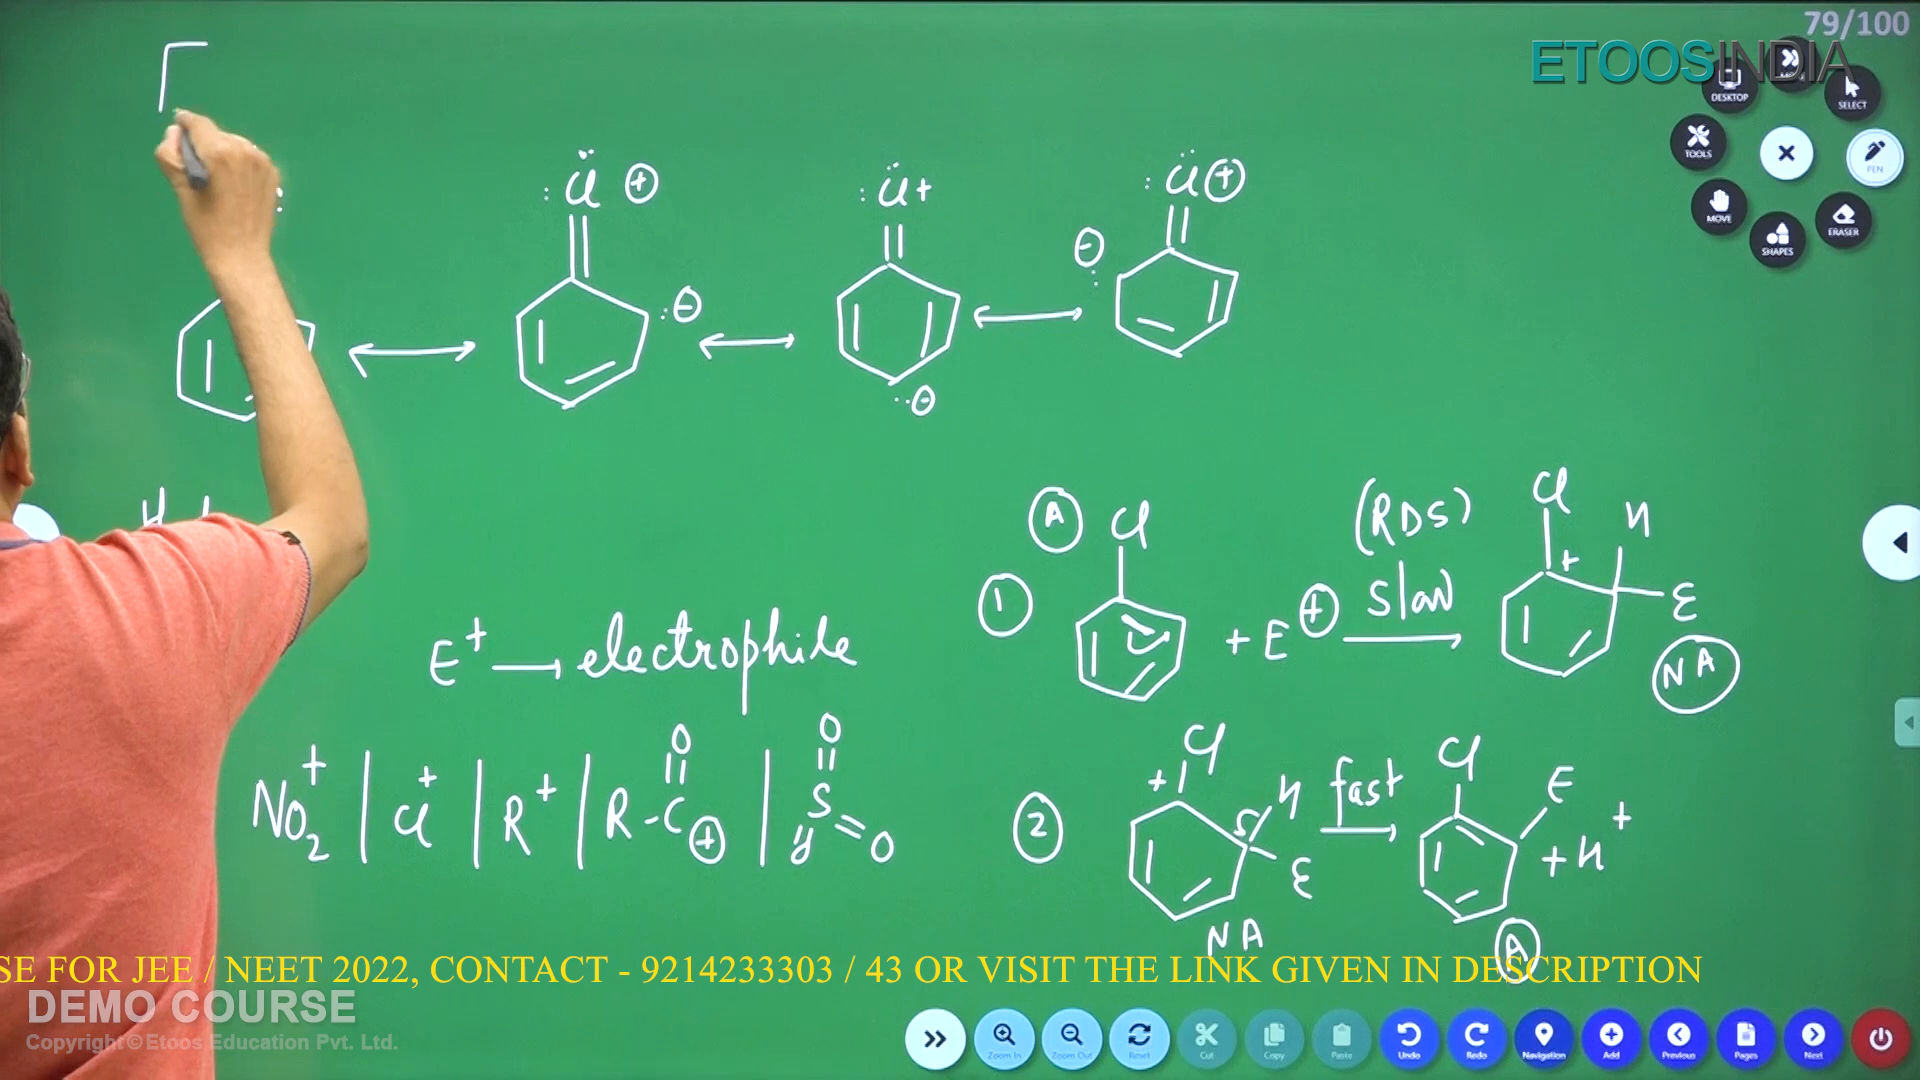 79/100
ETOOSINDIA
DESKTOP
SELECT
TOOLS
PEN
MOVE
ERASER
SHAPES
:Cl ⊕
:Cl+
:Cl⊕
⊖
:⊖
:⊖
A Cl
(RDS)
Cl
H
1
+ E⊕
slow
+
E
NA
E+ → electrophile
NO2+ | Cl+ | R+ | R-C⊕ | S
O
O
O
2
+
Cl
H
E
NA
fast
Cl
E
+ H+
A
SE FOR JEE / NEET 2022, CONTACT - 9214233303 / 43 OR VISIT THE LINK GIVEN IN DESCRIPTION
DEMO COURSE
Copyright © Etoos Education Pvt. Ltd.
Zoom In
Zoom Out
Reset
Cut
Copy
Paste
Undo
Redo
Navigation
Add
Previous
Pages
Next